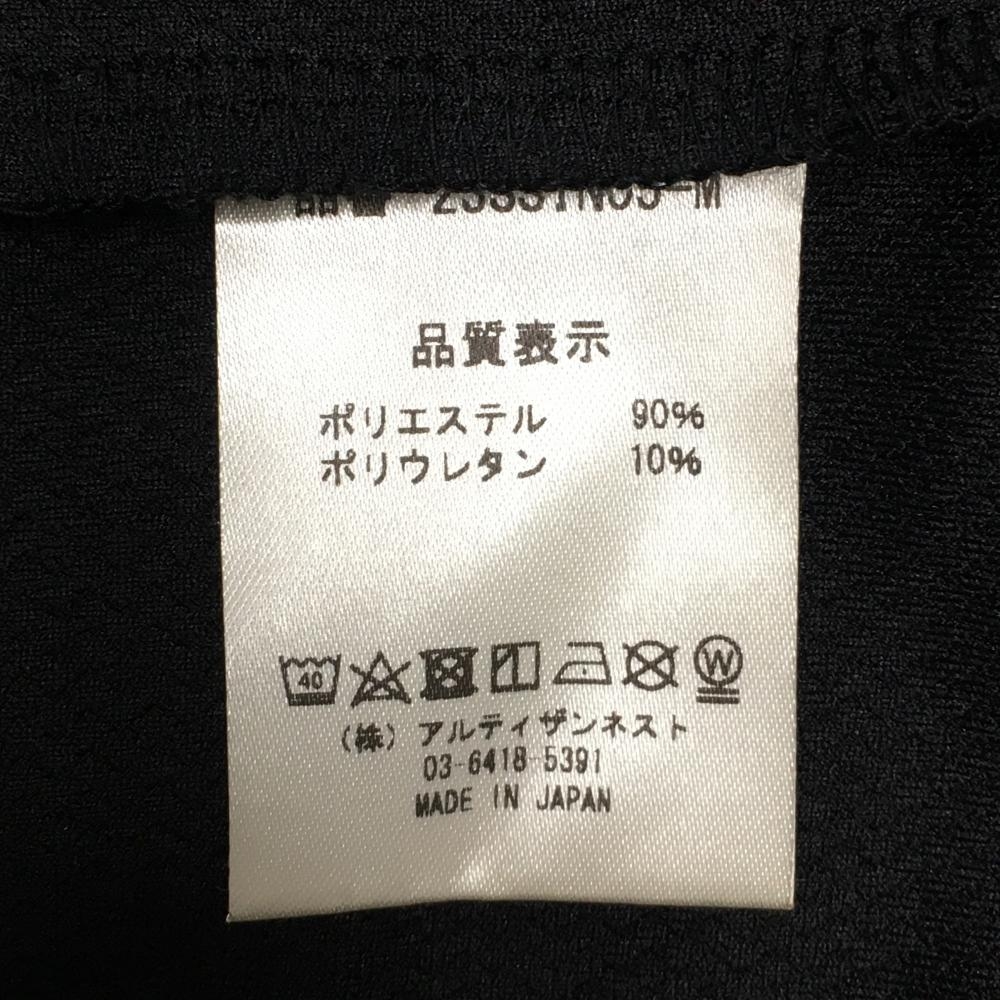 品質表示
ポリエステル 90%
ポリウレタン 10%
40
W
(株) アルティザンネスト
03-6418-5391
MADE IN JAPAN